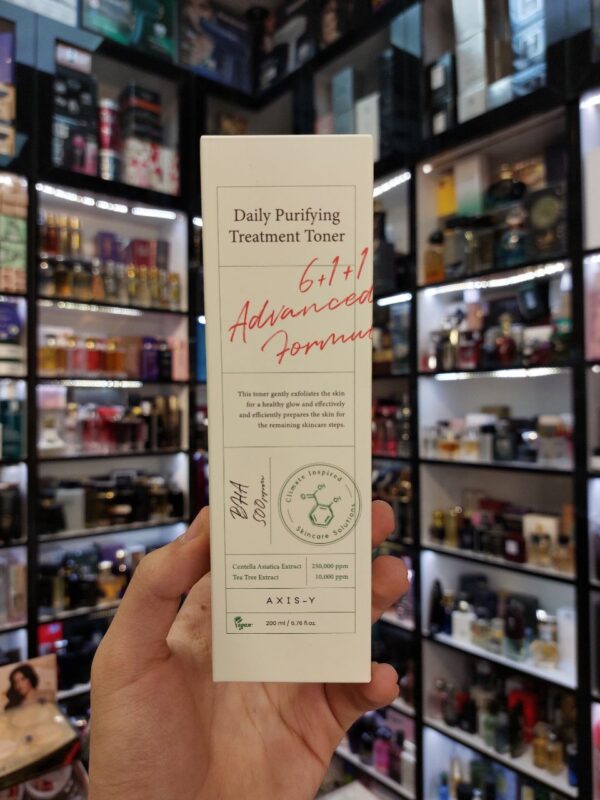 Daily Purifying
Treatment Toner
6+1+1
Advanced
Formul
This toner gently exfoliates the skin
for a healthy glow and effectively
and efficiently prepares the skin for
the remaining skincare steps.
BHA
500ppm
Climate Inspired
Skincare Solutions
Centella Asiatica Extract 250,000 ppm
Tea Tree Extract 10,000 ppm
AXIS-Y
Vegan
200 ml / 6.76 fl.oz.